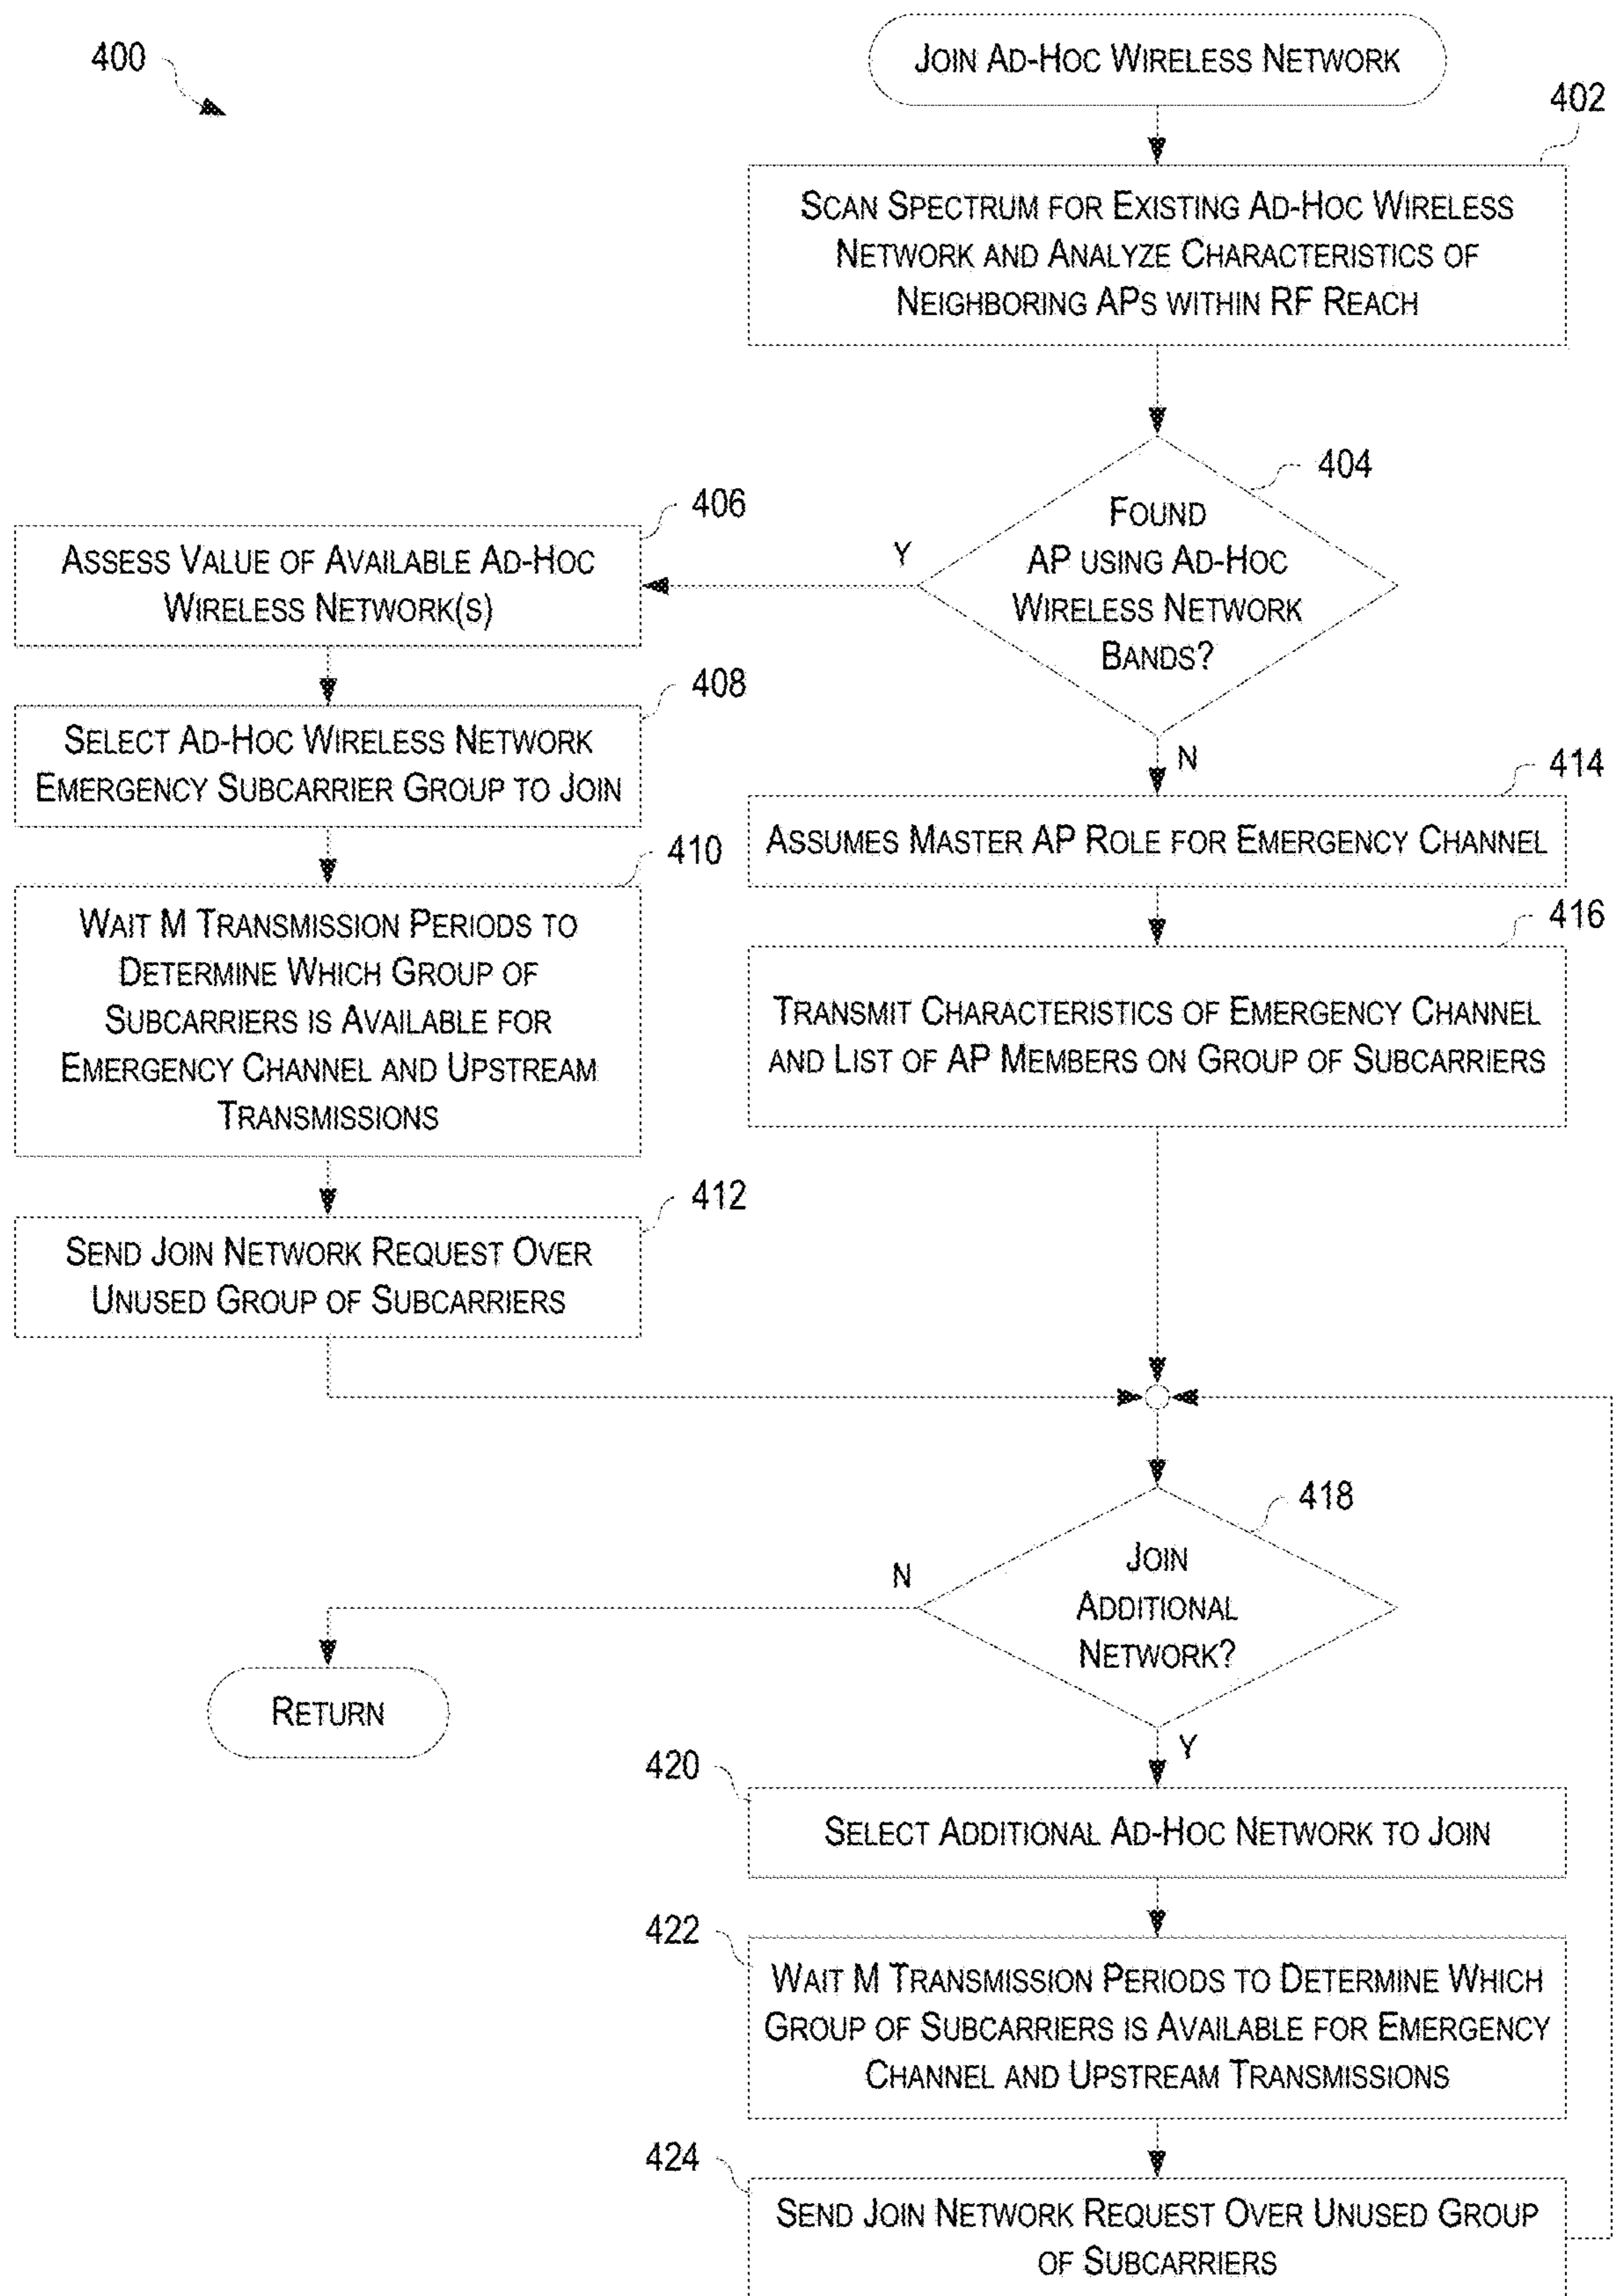 400
JOIN AD-HOC WIRELESS NETWORK
402
SCAN SPECTRUM FOR EXISTING AD-HOC WIRELESS
NETWORK AND ANALYZE CHARACTERISTICS OF
NEIGHBORING APS WITHIN RF REACH
404
FOUND
AP USING AD-HOC
WIRELESS NETWORK
BANDS?
Y
N
406
ASSESS VALUE OF AVAILABLE AD-HOC
WIRELESS NETWORK(S)
408
SELECT AD-HOC WIRELESS NETWORK
EMERGENCY SUBCARRIER GROUP TO JOIN
410
WAIT M TRANSMISSION PERIODS TO
DETERMINE WHICH GROUP OF
SUBCARRIERS IS AVAILABLE FOR
EMERGENCY CHANNEL AND UPSTREAM
TRANSMISSIONS
412
SEND JOIN NETWORK REQUEST OVER
UNUSED GROUP OF SUBCARRIERS
414
ASSUMES MASTER AP ROLE FOR EMERGENCY CHANNEL
416
TRANSMIT CHARACTERISTICS OF EMERGENCY CHANNEL
AND LIST OF AP MEMBERS ON GROUP OF SUBCARRIERS
418
JOIN
ADDITIONAL
NETWORK?
N
RETURN
Y
420
SELECT ADDITIONAL AD-HOC NETWORK TO JOIN
422
WAIT M TRANSMISSION PERIODS TO DETERMINE WHICH
GROUP OF SUBCARRIERS IS AVAILABLE FOR EMERGENCY
CHANNEL AND UPSTREAM TRANSMISSIONS
424
SEND JOIN NETWORK REQUEST OVER UNUSED GROUP
OF SUBCARRIERS